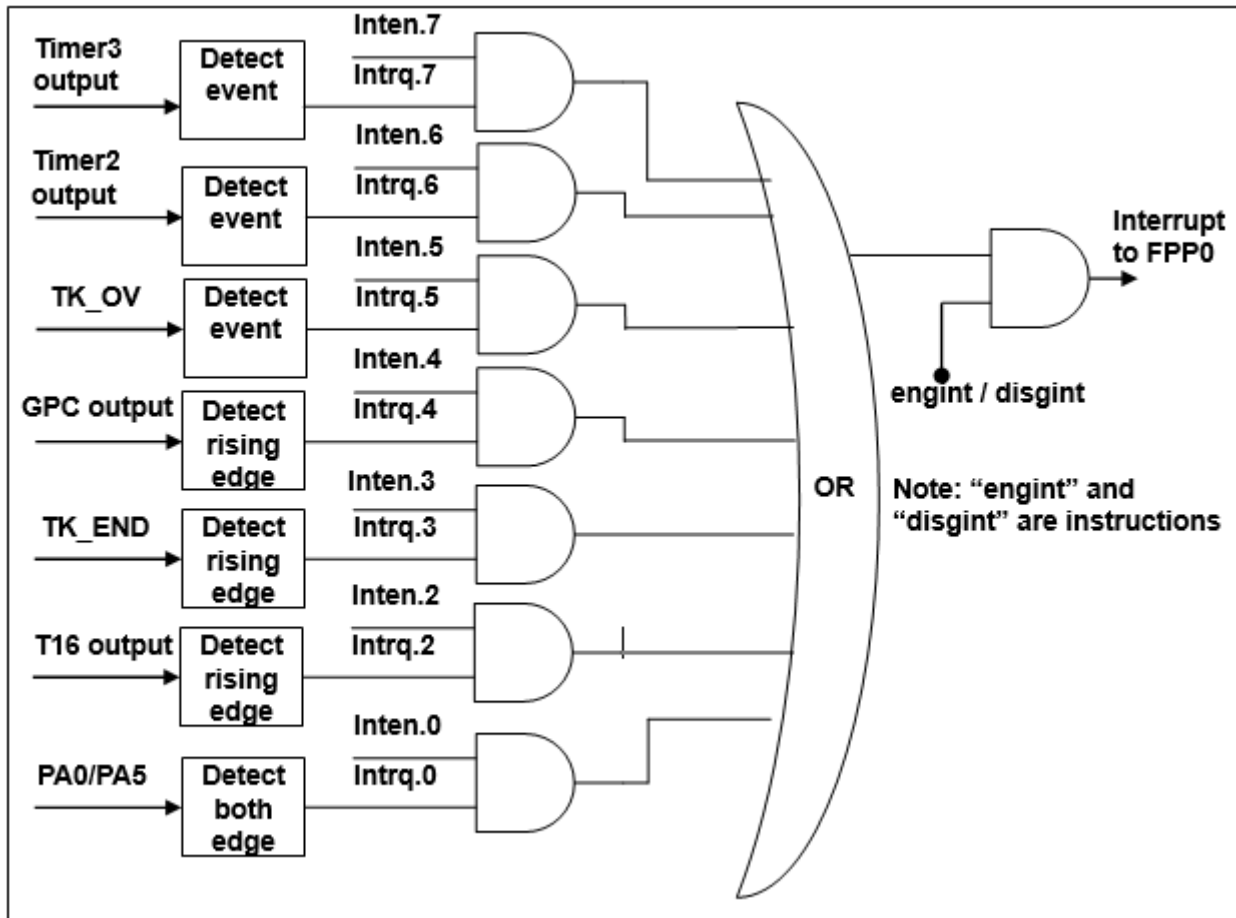 Timer3
output
Detect
event
Inten.7
Intrq.7
Timer2
output
Detect
event
Inten.6
Intrq.6
TK_OV
Detect
event
Inten.5
Intrq.5
GPC output
Detect
rising
edge
Inten.4
Intrq.4
TK_END
Detect
rising
edge
Inten.3
Intrq.3
T16 output
Detect
rising
edge
Inten.2
Intrq.2
PA0/PA5
Detect
both
edge
Inten.0
Intrq.0
OR
Interrupt
to FPP0
engint / disgint
Note: “engint” and
“disgint” are instructions